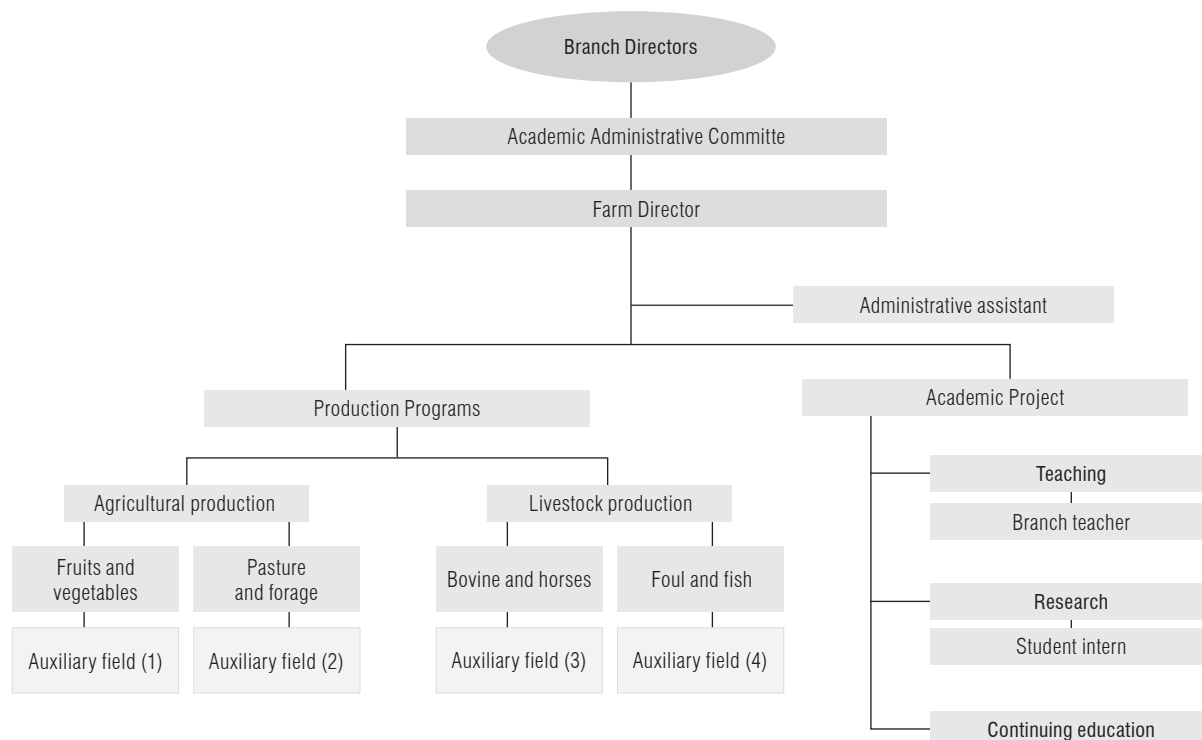 Branch Directors
Academic Administrative Committe
Farm Director
Administrative assistant
Production Programs
Academic Project
Agricultural production
Livestock production
Fruits and
vegetables
Pasture
and forage
Bovine and horses
Foul and fish
Auxiliary field (1)
Auxiliary field (2)
Auxiliary field (3)
Auxiliary field (4)
Teaching
Branch teacher
Research
Student intern
Continuing education